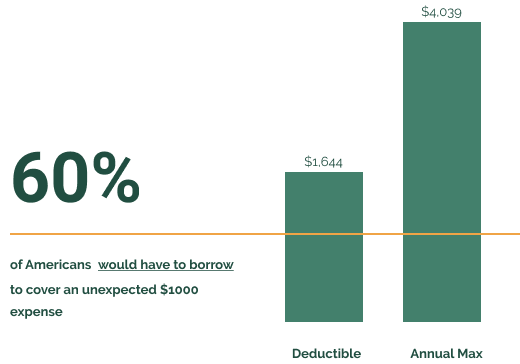 $4,039
$1,644
60%
of Americans would have to borrow
to cover an unexpected $1000
expense
Deductible
Annual Max